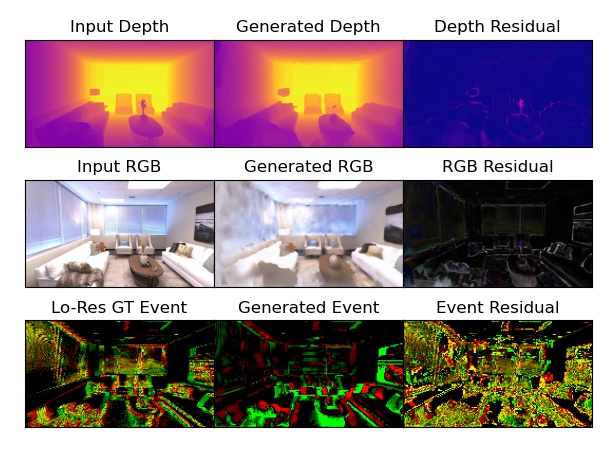 Input Depth Generated Depth Depth Residual
Input RGB Generated RGB RGB Residual
Lo-Res GT Event Generated Event Event Residual